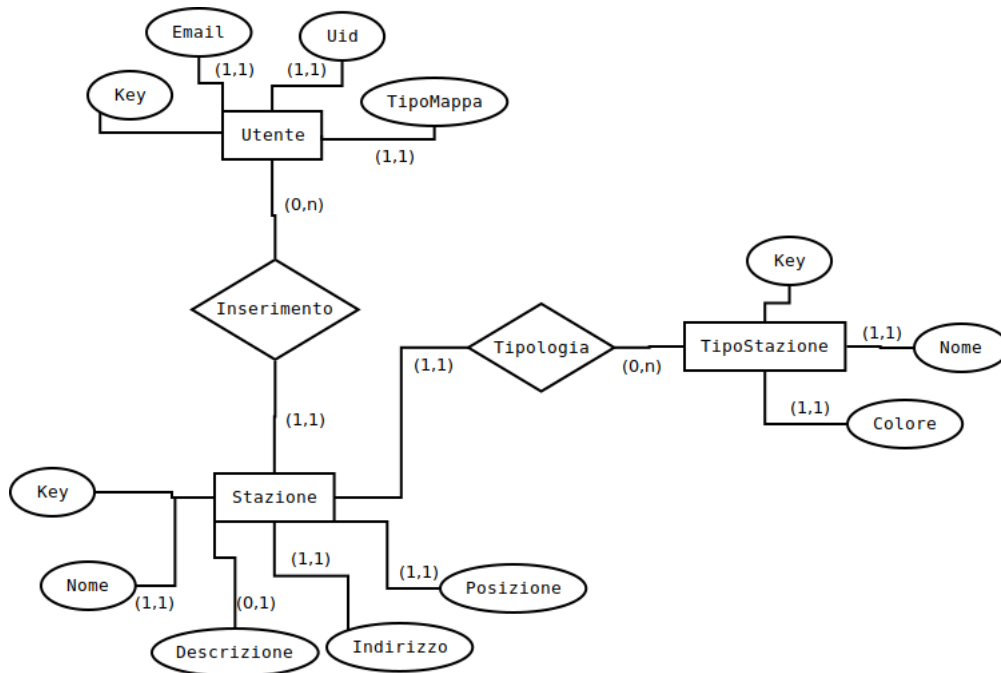 Email
Uid
(1,1)
(1,1)
Key
TipoMappa
Utente
(1,1)
(0,n)
Key
Inserimento
Tipologia
TipoStazione
(1,1)
Nome
(1,1)
(0,n)
(1,1)
Colore
(1,1)
Key
Stazione
(1,1)
(1,1)
Nome
Posizione
(1,1)
(0,1)
Descrizione
Indirizzo